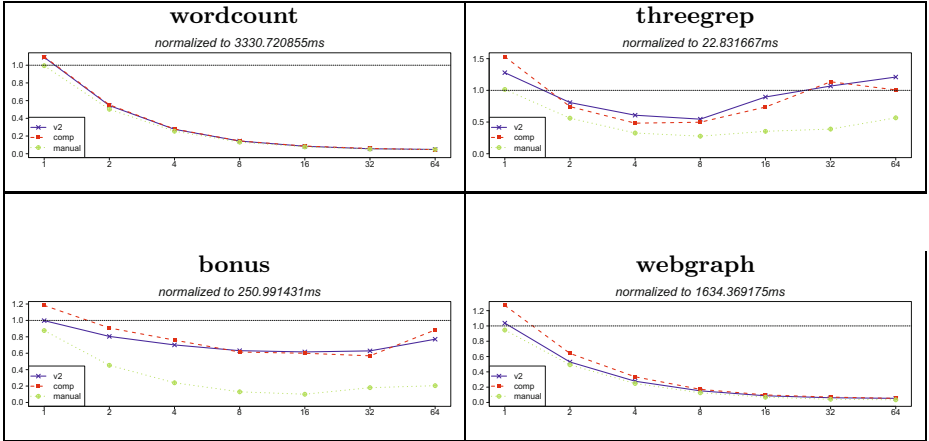 wordcount
normalized to 3330.720855ms
1.0
0.8
0.6
0.4
0.2
0.0
v2
comp
manual
1 2 4 8 16 32 64
threegrep
normalized to 22.831667ms
1.5
1.0
0.5
0.0
v2
comp
manual
1 2 4 8 16 32 64
bonus
normalized to 250.991431ms
1.2
1.0
0.8
0.6
0.4
0.2
0.0
v2
comp
manual
1 2 4 8 16 32 64
webgraph
normalized to 1634.369175ms
1.2
1.0
0.8
0.6
0.4
0.2
0.0
v2
comp
manual
1 2 4 8 16 32 64